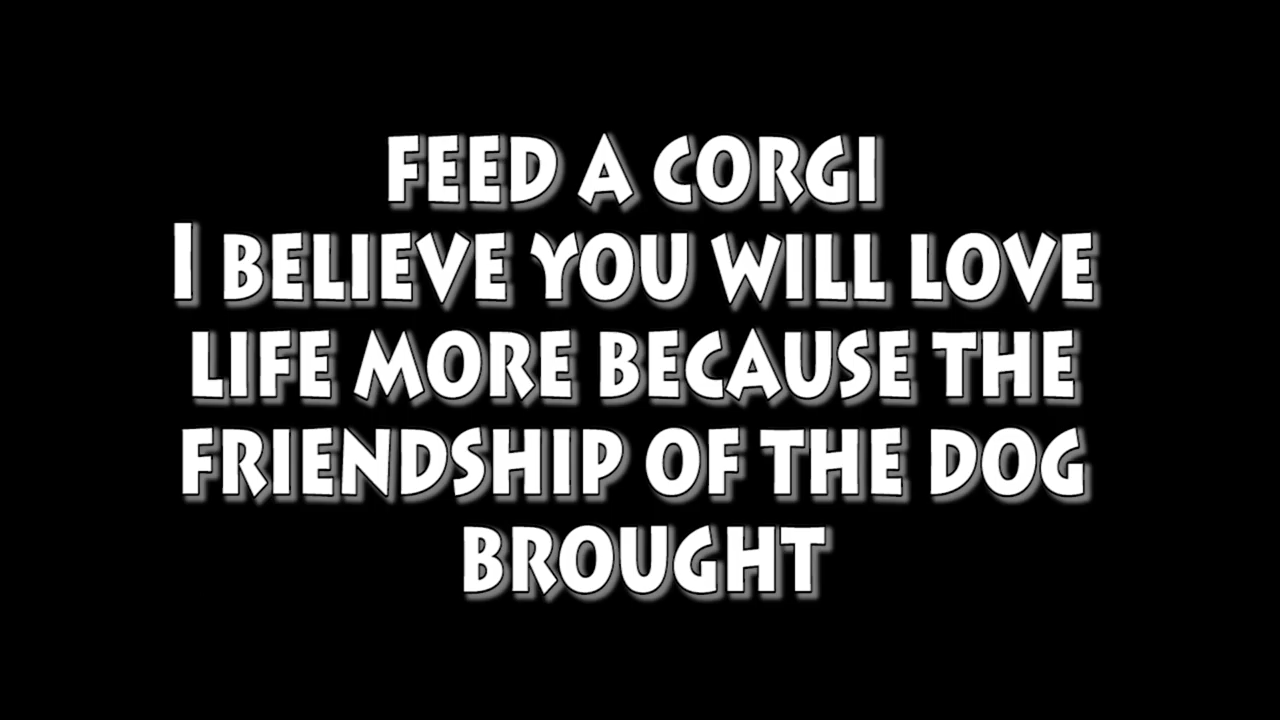 FEED A CORGI
I BELIEVE YOU WILL LOVE
LIFE MORE BECAUSE THE
FRIENDSHIP OF THE DOG
BROUGHT